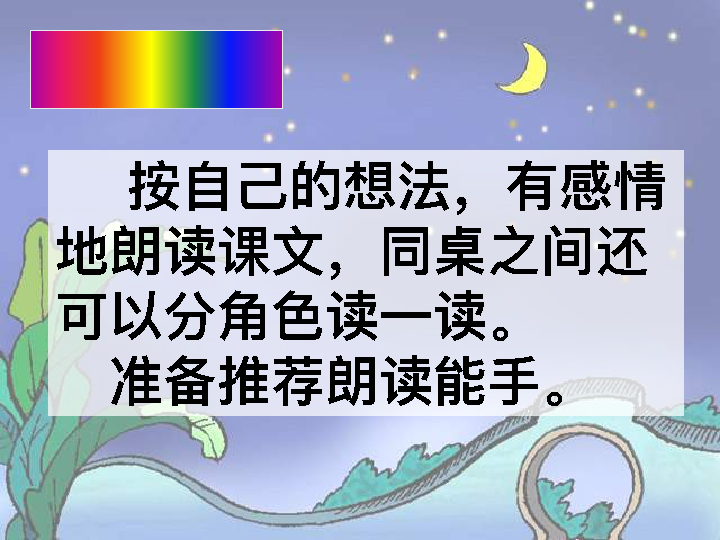 按自己的想法，有感情
地朗读课文，同桌之间还
可以分角色读一读。
准备推荐朗读能手。